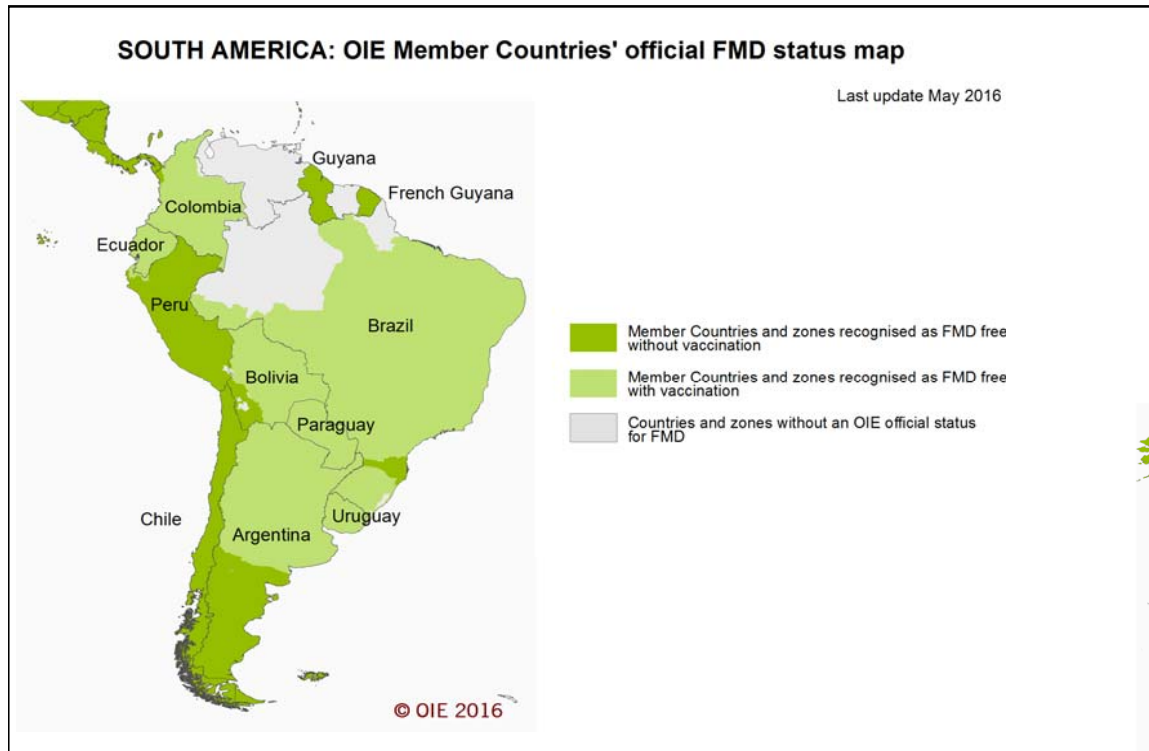 SOUTH AMERICA: OIE Member Countries' official FMD status map
Last update May 2016
Guyana
French Guyana
Colombia
Ecuador
Peru
Brazil
Bolivia
Paraguay
Chile
Uruguay
Argentina
Member Countries and zones recognised as FMD free
without vaccination
Member Countries and zones recognised as FMD free
with vaccination
Countries and zones without an OIE official status
for FMD
© OIE 2016